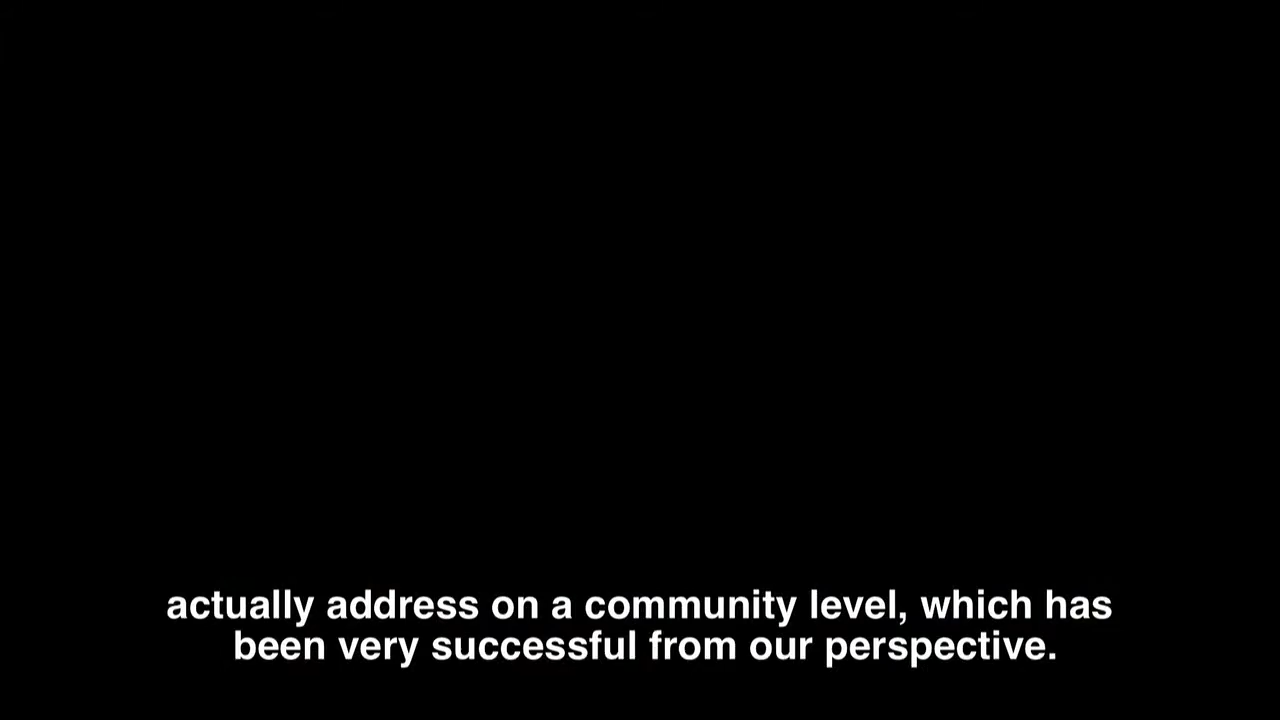 actually address on a community level, which has
been very successful from our perspective.